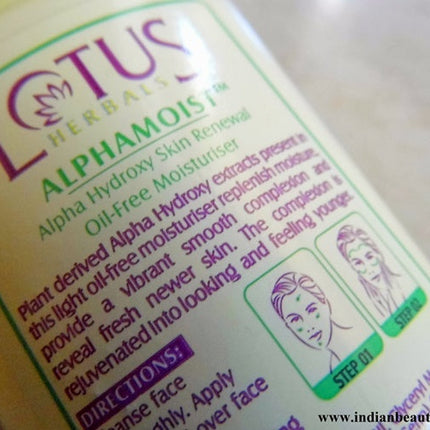 LOTUS
HERBALS
ALPHAMOIST™
Alpha Hydroxy Skin Renewal
Oil-Free Moisturiser
Plant derived Alpha Hydroxy extracts present in
this light oil-free moisturiser replenish moisture,
provide a vibrant smooth complexion and
reveal fresh newer skin. The complexion is
rejuvenated into looking and feeling younger.
DIRECTIONS:
STEP 01
STEP 02
anse face
ghly. Apply
over face
www.indianbeaut